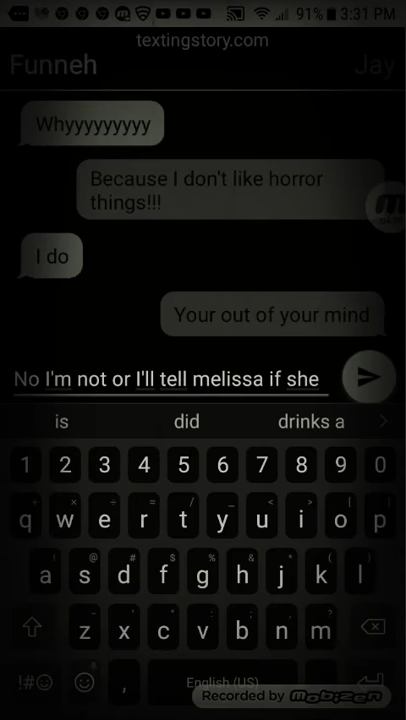 91% 3:31 PM
textingstory.com
Funneh Jay
Whyyyyyyyyy
Because I don't like horror
things!!!
I do
Your out of your mind
No I'm not or I'll tell melissa if she
is did drinks a
1 2 3 4 5 6 7 8 9 0
q w e r t y u i o p
a s d f g h j k l
z x c v b n m
!#☺ , English (US)
Recorded by mobizen